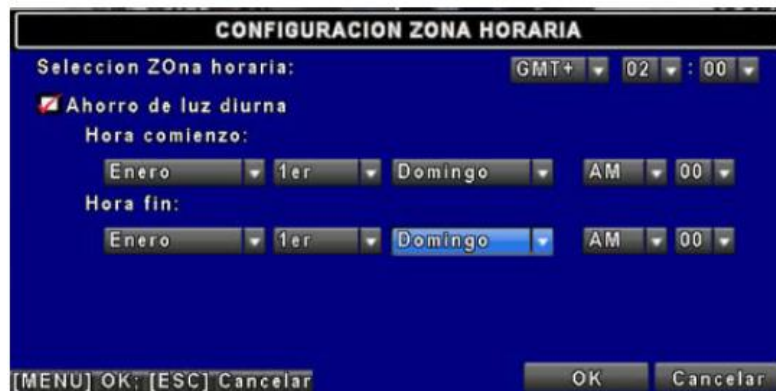 CONFIGURACION ZONA HORARIA
Seleccion ZOna horaria: GMT+ 02 : 00
Ahorro de luz diurna
Hora comienzo:
Enero 1er Domingo AM 00
Hora fin:
Enero 1er Domingo AM 00
[MENU] OK; [ESC] Cancelar OK Cancelar